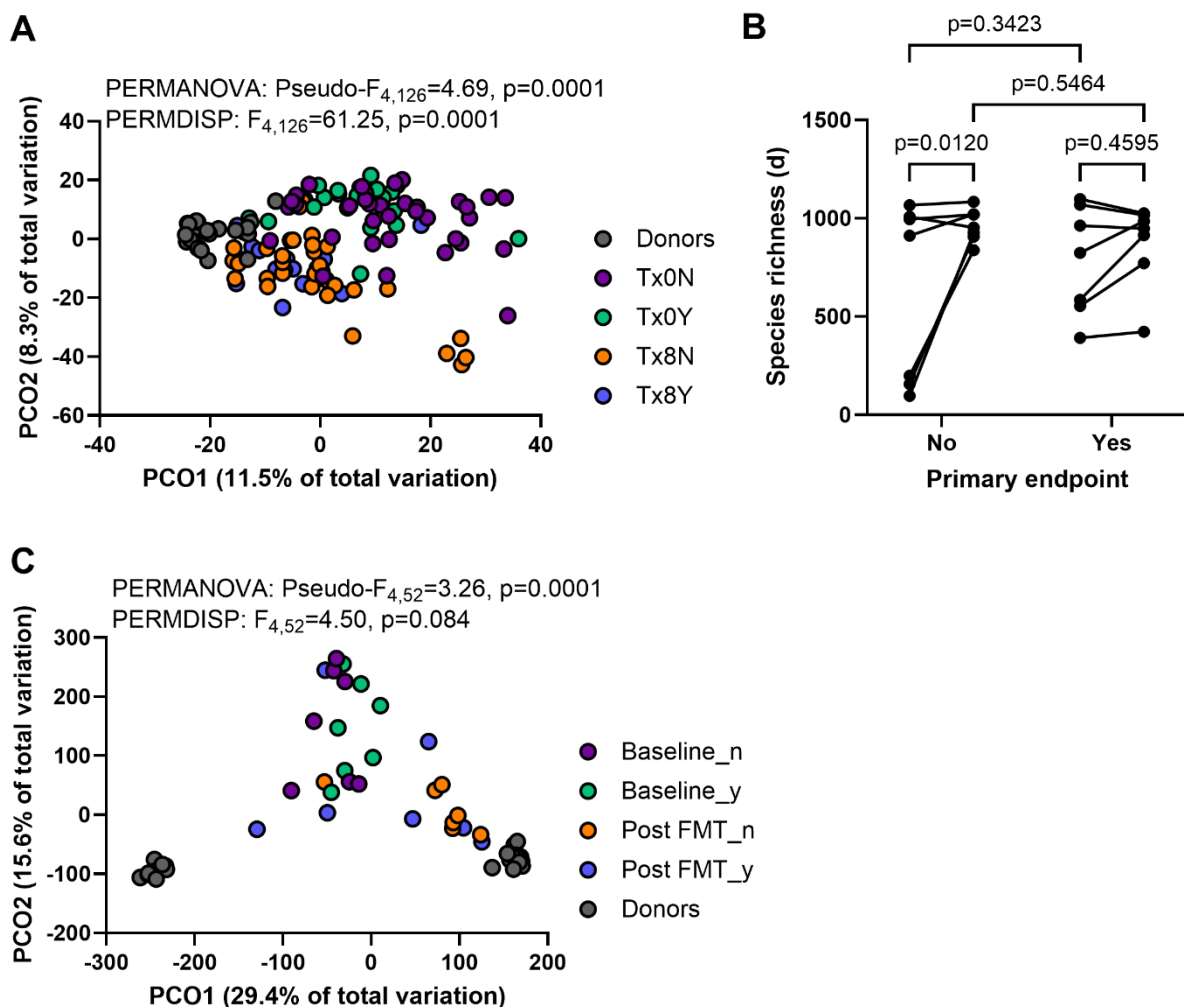 A
PERMANOVA: Pseudo-F4,126=4.69, p=0.0001
PERMDISP: F4,126=61.25, p=0.0001
PCO2 (8.3% of total variation)
40
20
0
-20
-40
-60
-40
-20
0
20
40
PCO1 (11.5% of total variation)
Donors
Tx0N
Tx0Y
Tx8N
Tx8Y
B
p=0.3423
p=0.5464
p=0.0120
p=0.4595
Species richness (d)
1500
1000
500
0
No
Yes
Primary endpoint
C
PERMANOVA: Pseudo-F4,52=3.26, p=0.0001
PERMDISP: F4,52=4.50, p=0.084
PCO2 (15.6% of total variation)
300
200
100
0
-100
-200
-300
-200
-100
0
100
200
PCO1 (29.4% of total variation)
Baseline_n
Baseline_y
Post FMT_n
Post FMT_y
Donors